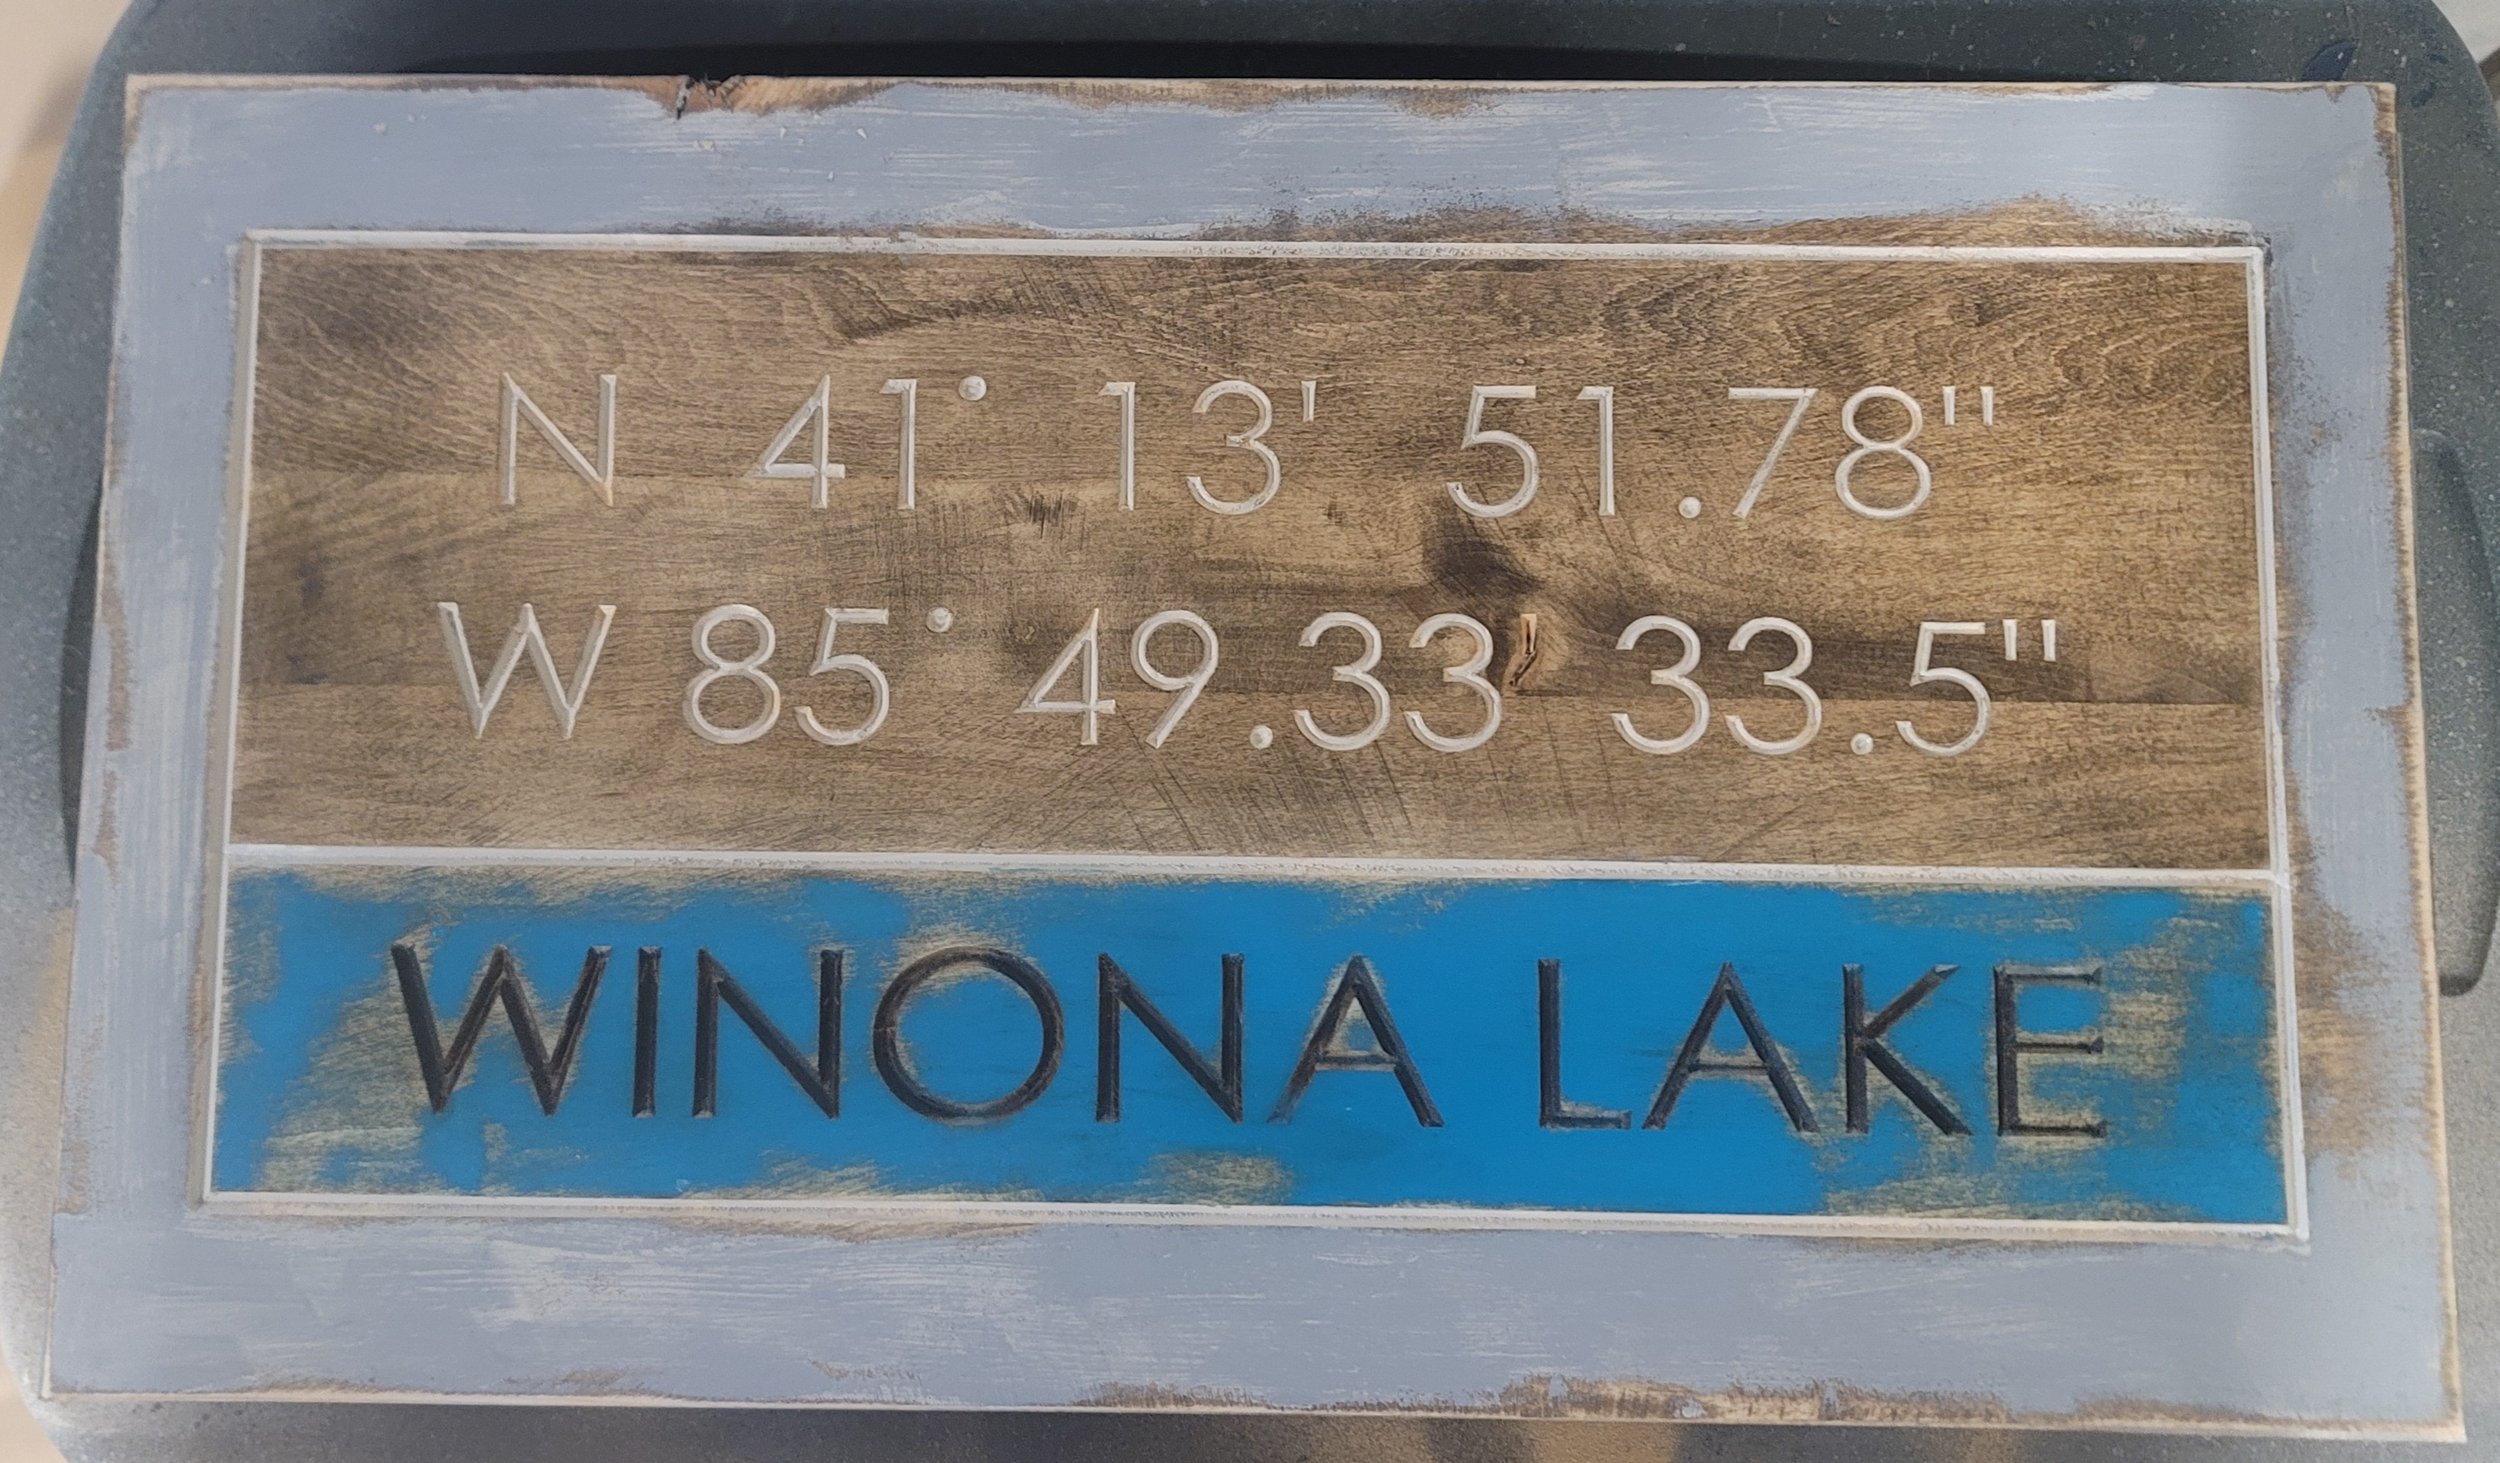 N 41° 13' 51.78"
W 85° 49.33' 33.5"
WINONA LAKE